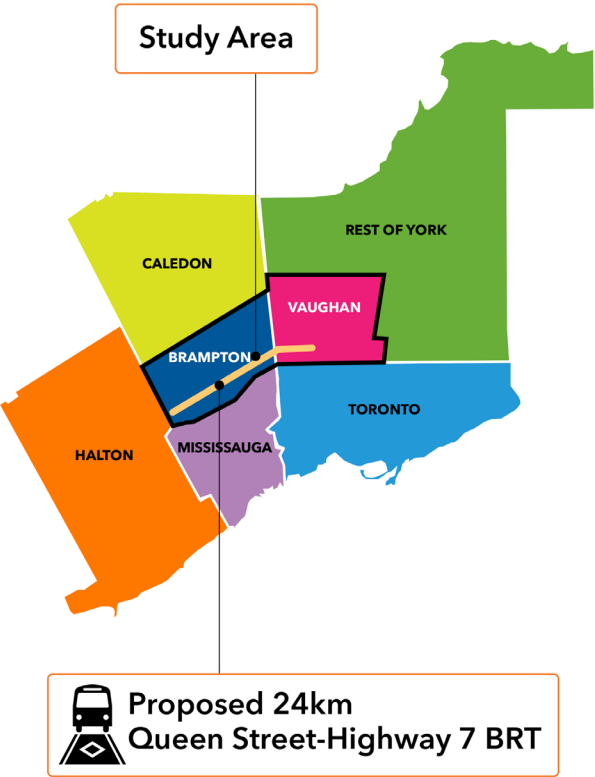 Study Area
REST OF YORK
CALEDON
VAUGHAN
BRAMPTON
TORONTO
MISSISSAUGA
HALTON
Proposed 24km
Queen Street-Highway 7 BRT